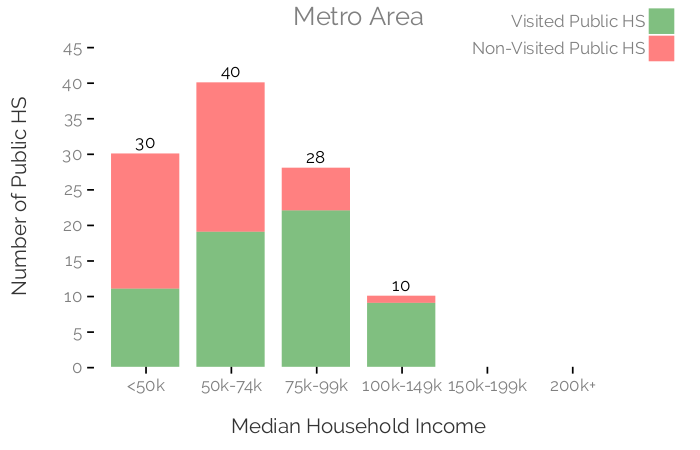 Metro Area
Visited Public HS
Non-Visited Public HS
Number of Public HS
45
40
35
30
25
20
15
10
5
0
30
40
28
10
<50k
50k-74k
75k-99k
100k-149k
150k-199k
200k+
Median Household Income